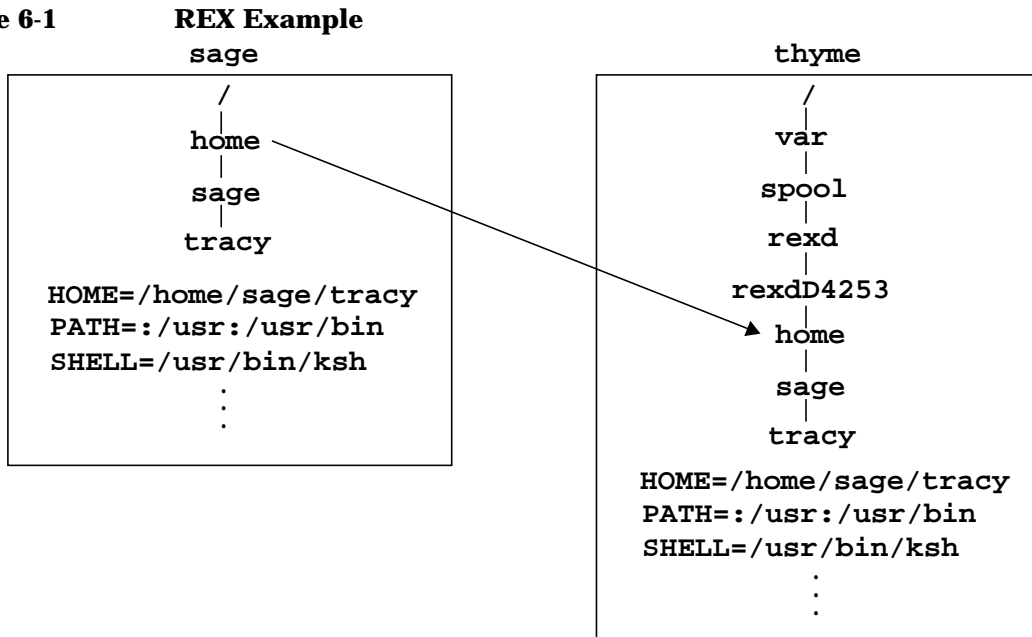 e 6-1 REX Example
sage
/
home
sage
tracy
HOME=/home/sage/tracy
PATH=:/usr:/usr/bin
SHELL=/usr/bin/ksh
.
.
.
thyme
/
var
spool
rexd
rexdD4253
home
sage
tracy
HOME=/home/sage/tracy
PATH=:/usr:/usr/bin
SHELL=/usr/bin/ksh
.
.
.